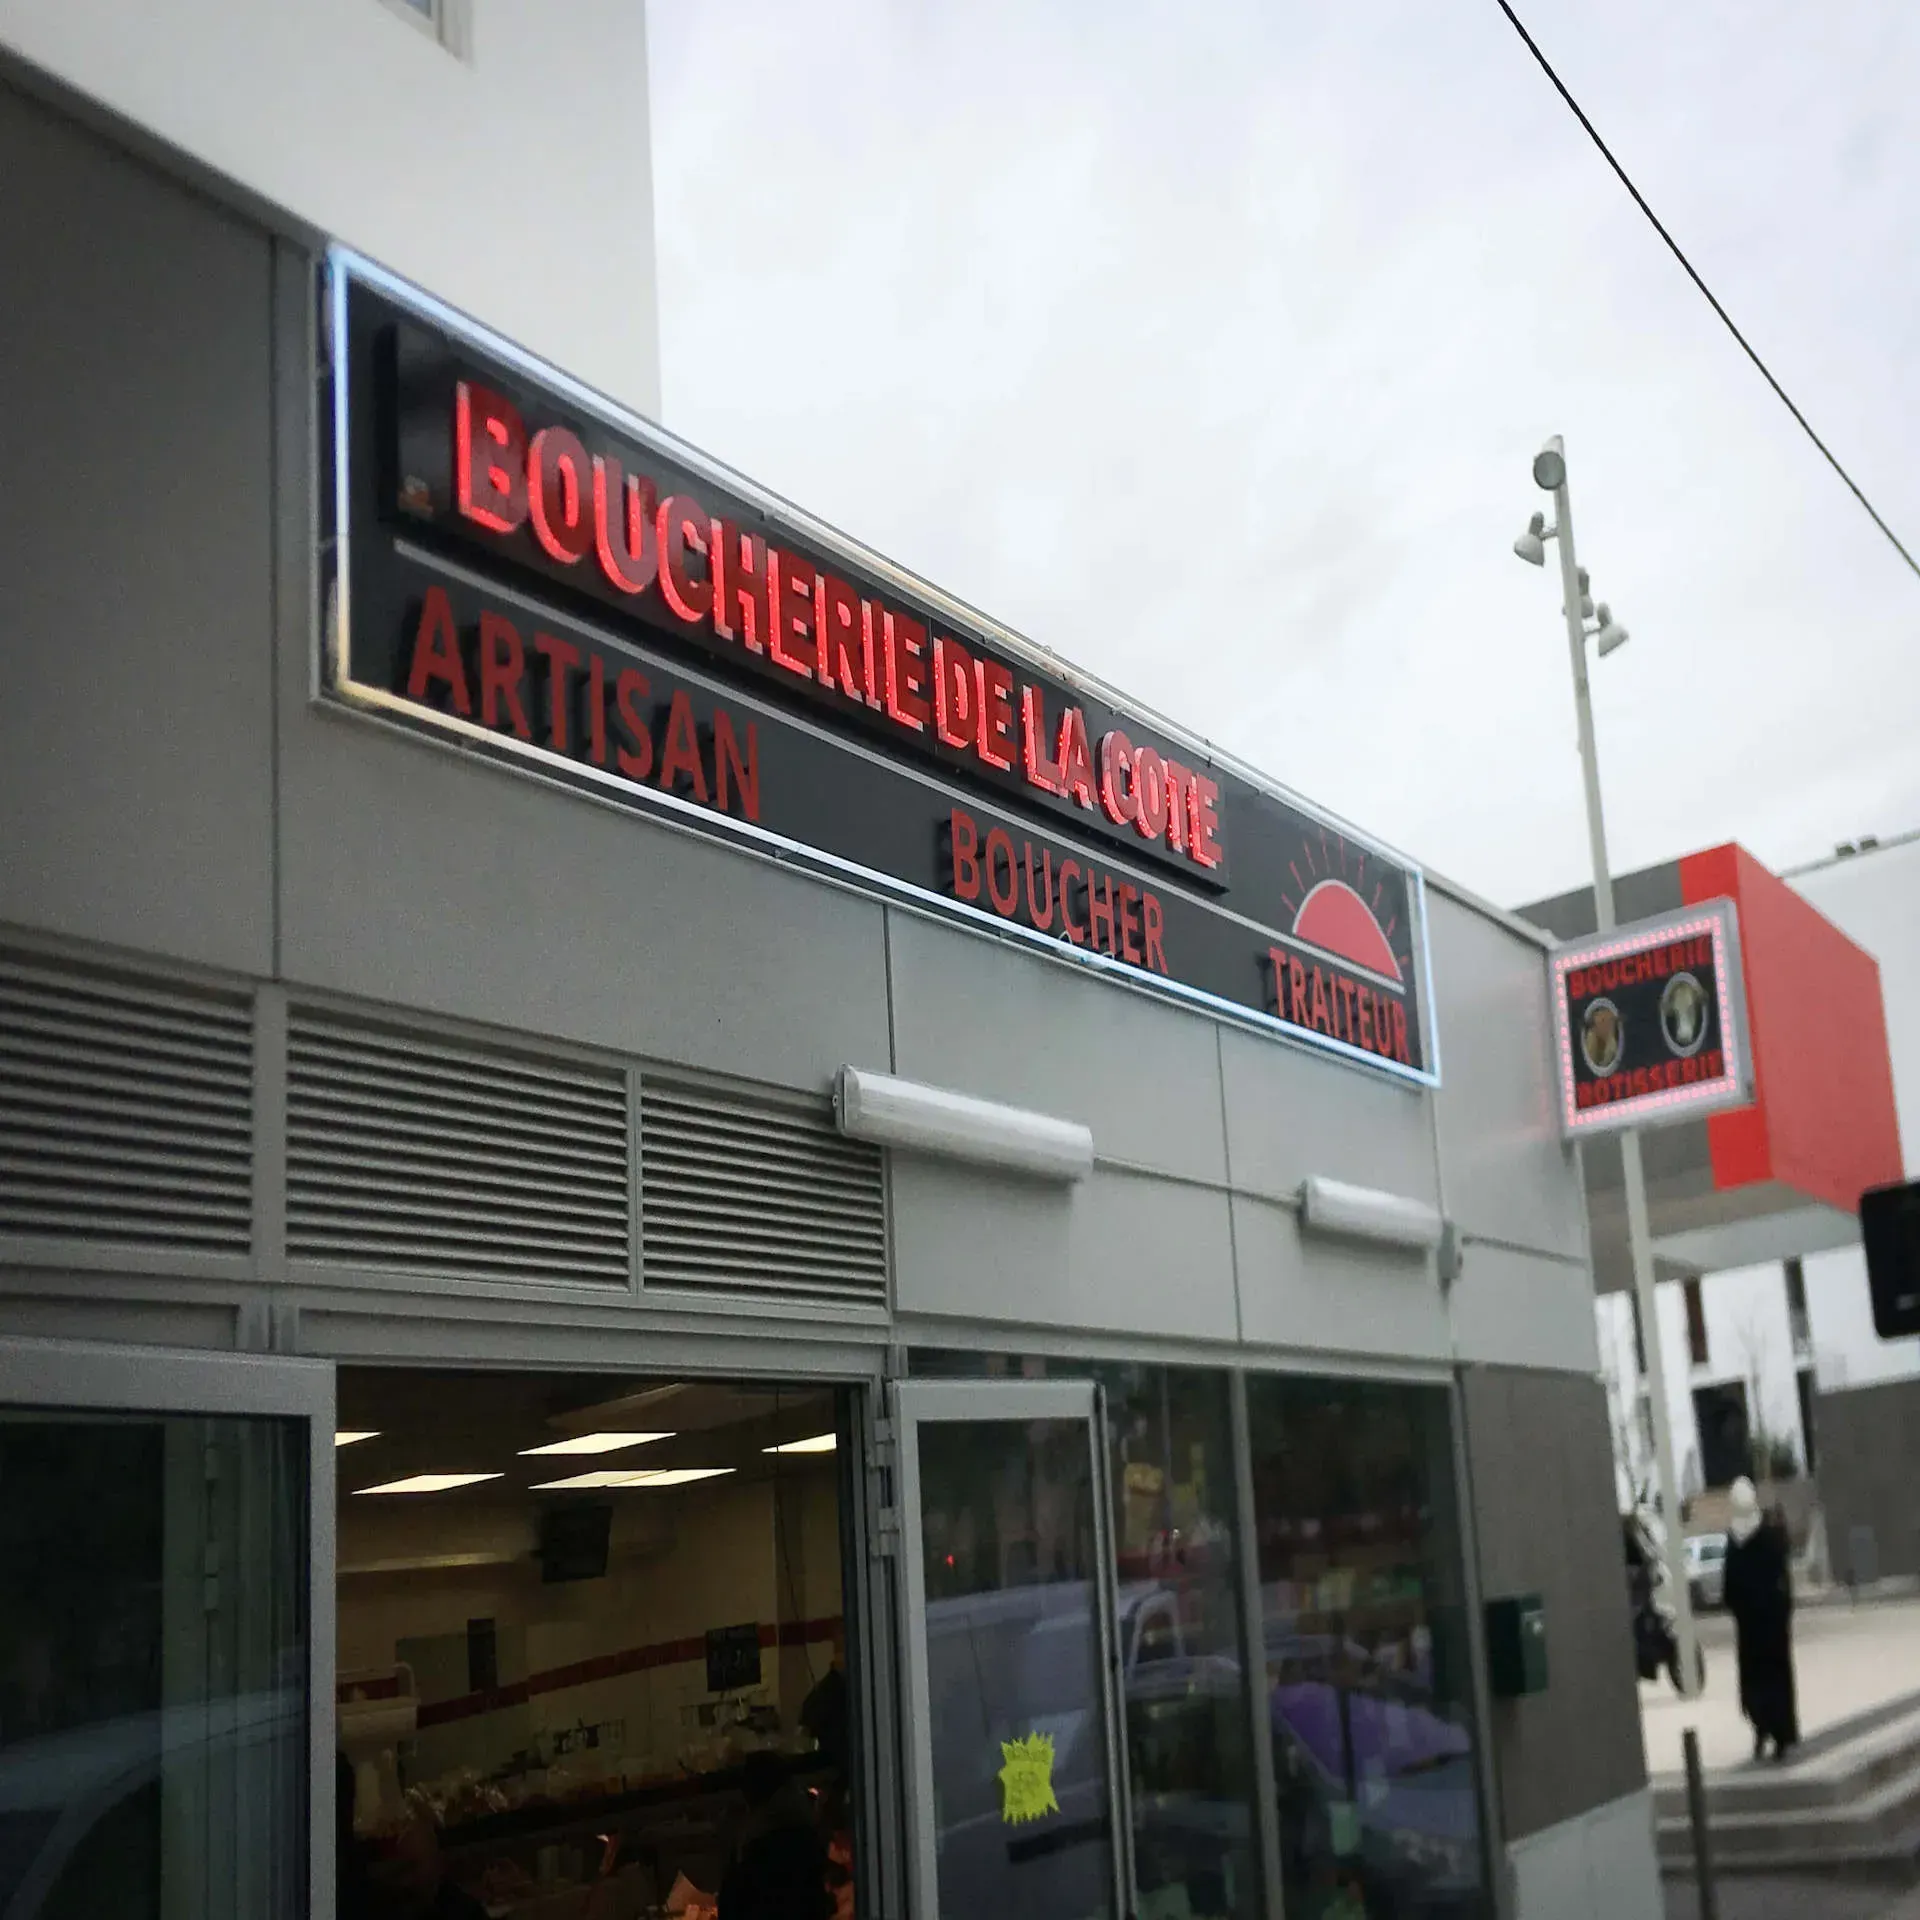 BOUCHERIE DE LA COTE
ARTISAN BOUCHER TRAITEUR
BOUCHERIE
ROTISSERIE